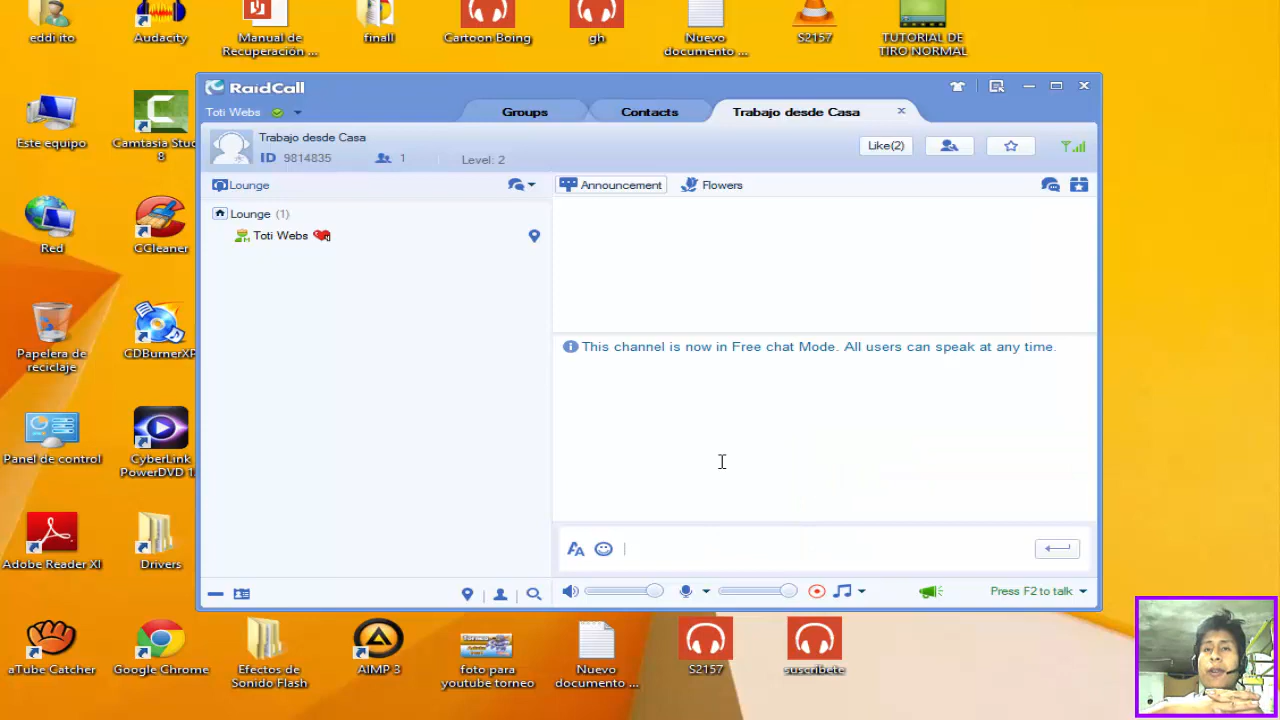 eddi ito
Audacity
Manual de
Recuperación ...
finall
Cartoon Boing
gh
Nuevo
documento ...
S2157
TUTORIAL DE
TIRO NORMAL
RaidCall
Toti Webs
Groups
Contacts
Trabajo desde Casa
Trabajo desde Casa
ID 9814835
1
Level: 2
Like(2)
Lounge
Announcement
Flowers
Lounge (1)
Toti Webs
This channel is now in Free chat Mode. All users can speak at any time.
Press F2 to talk
Este equipo
Camtasia Stud
8
Red
CCleaner
Papelera de
reciclaje
CDBurnerXP
Panel de control
CyberLink
PowerDVD 1
Adobe Reader XI
Drivers
aTube Catcher
Google Chrome
Efectos de
Sonido Flash
AIMP 3
foto para
youtube torneo
Nuevo
documento ...
S2157
suscribete